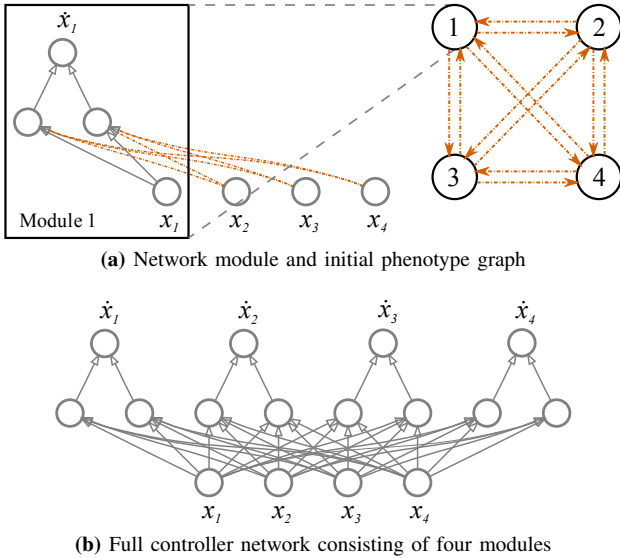 ẋ₁
1 2
3 4
Module 1
x₁ x₂ x₃ x₄
(a) Network module and initial phenotype graph
ẋ₁ ẋ₂ ẋ₃ ẋ₄
x₁ x₂ x₃ x₄
(b) Full controller network consisting of four modules